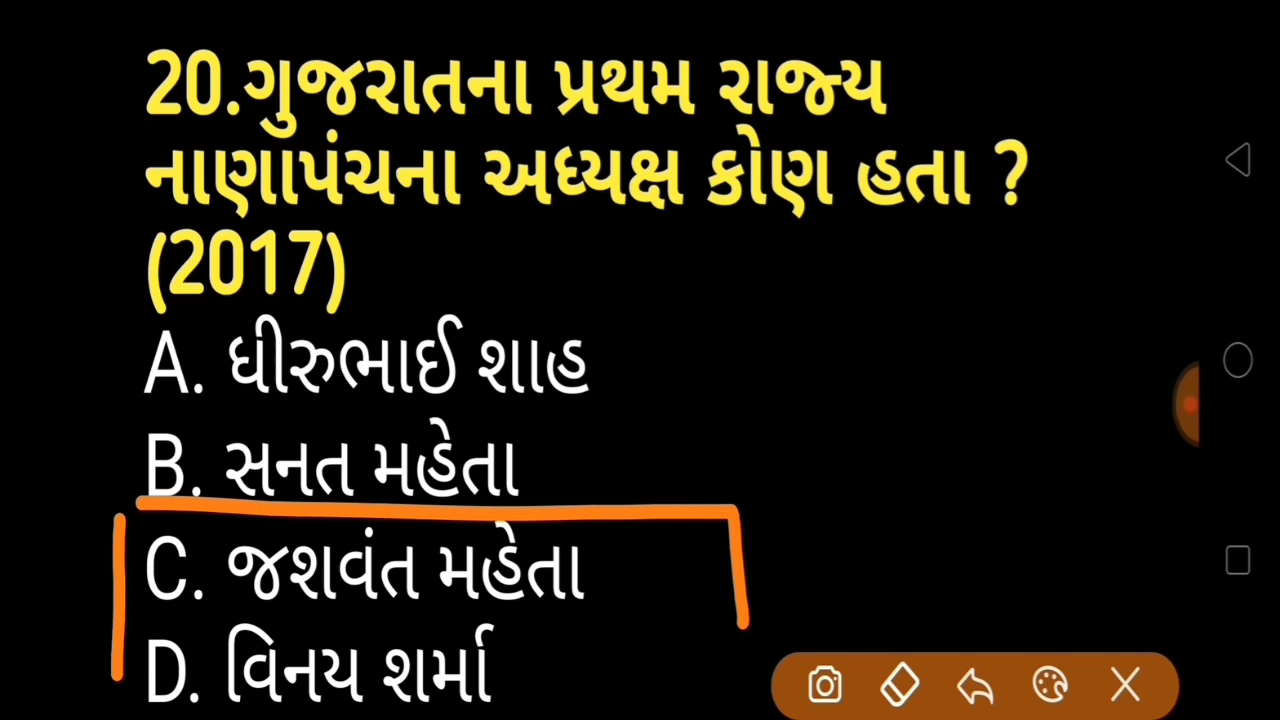 20.ગુજરાતના પ્રથમ રાજ્ય
નાણાપંચના અધ્યક્ષ કોણ હતા ?
(2017)
A. ધીરુભાઈ શાહ
B. સનત મહેતા
C. જશવંત મહેતા
D. વિનય શર્મા